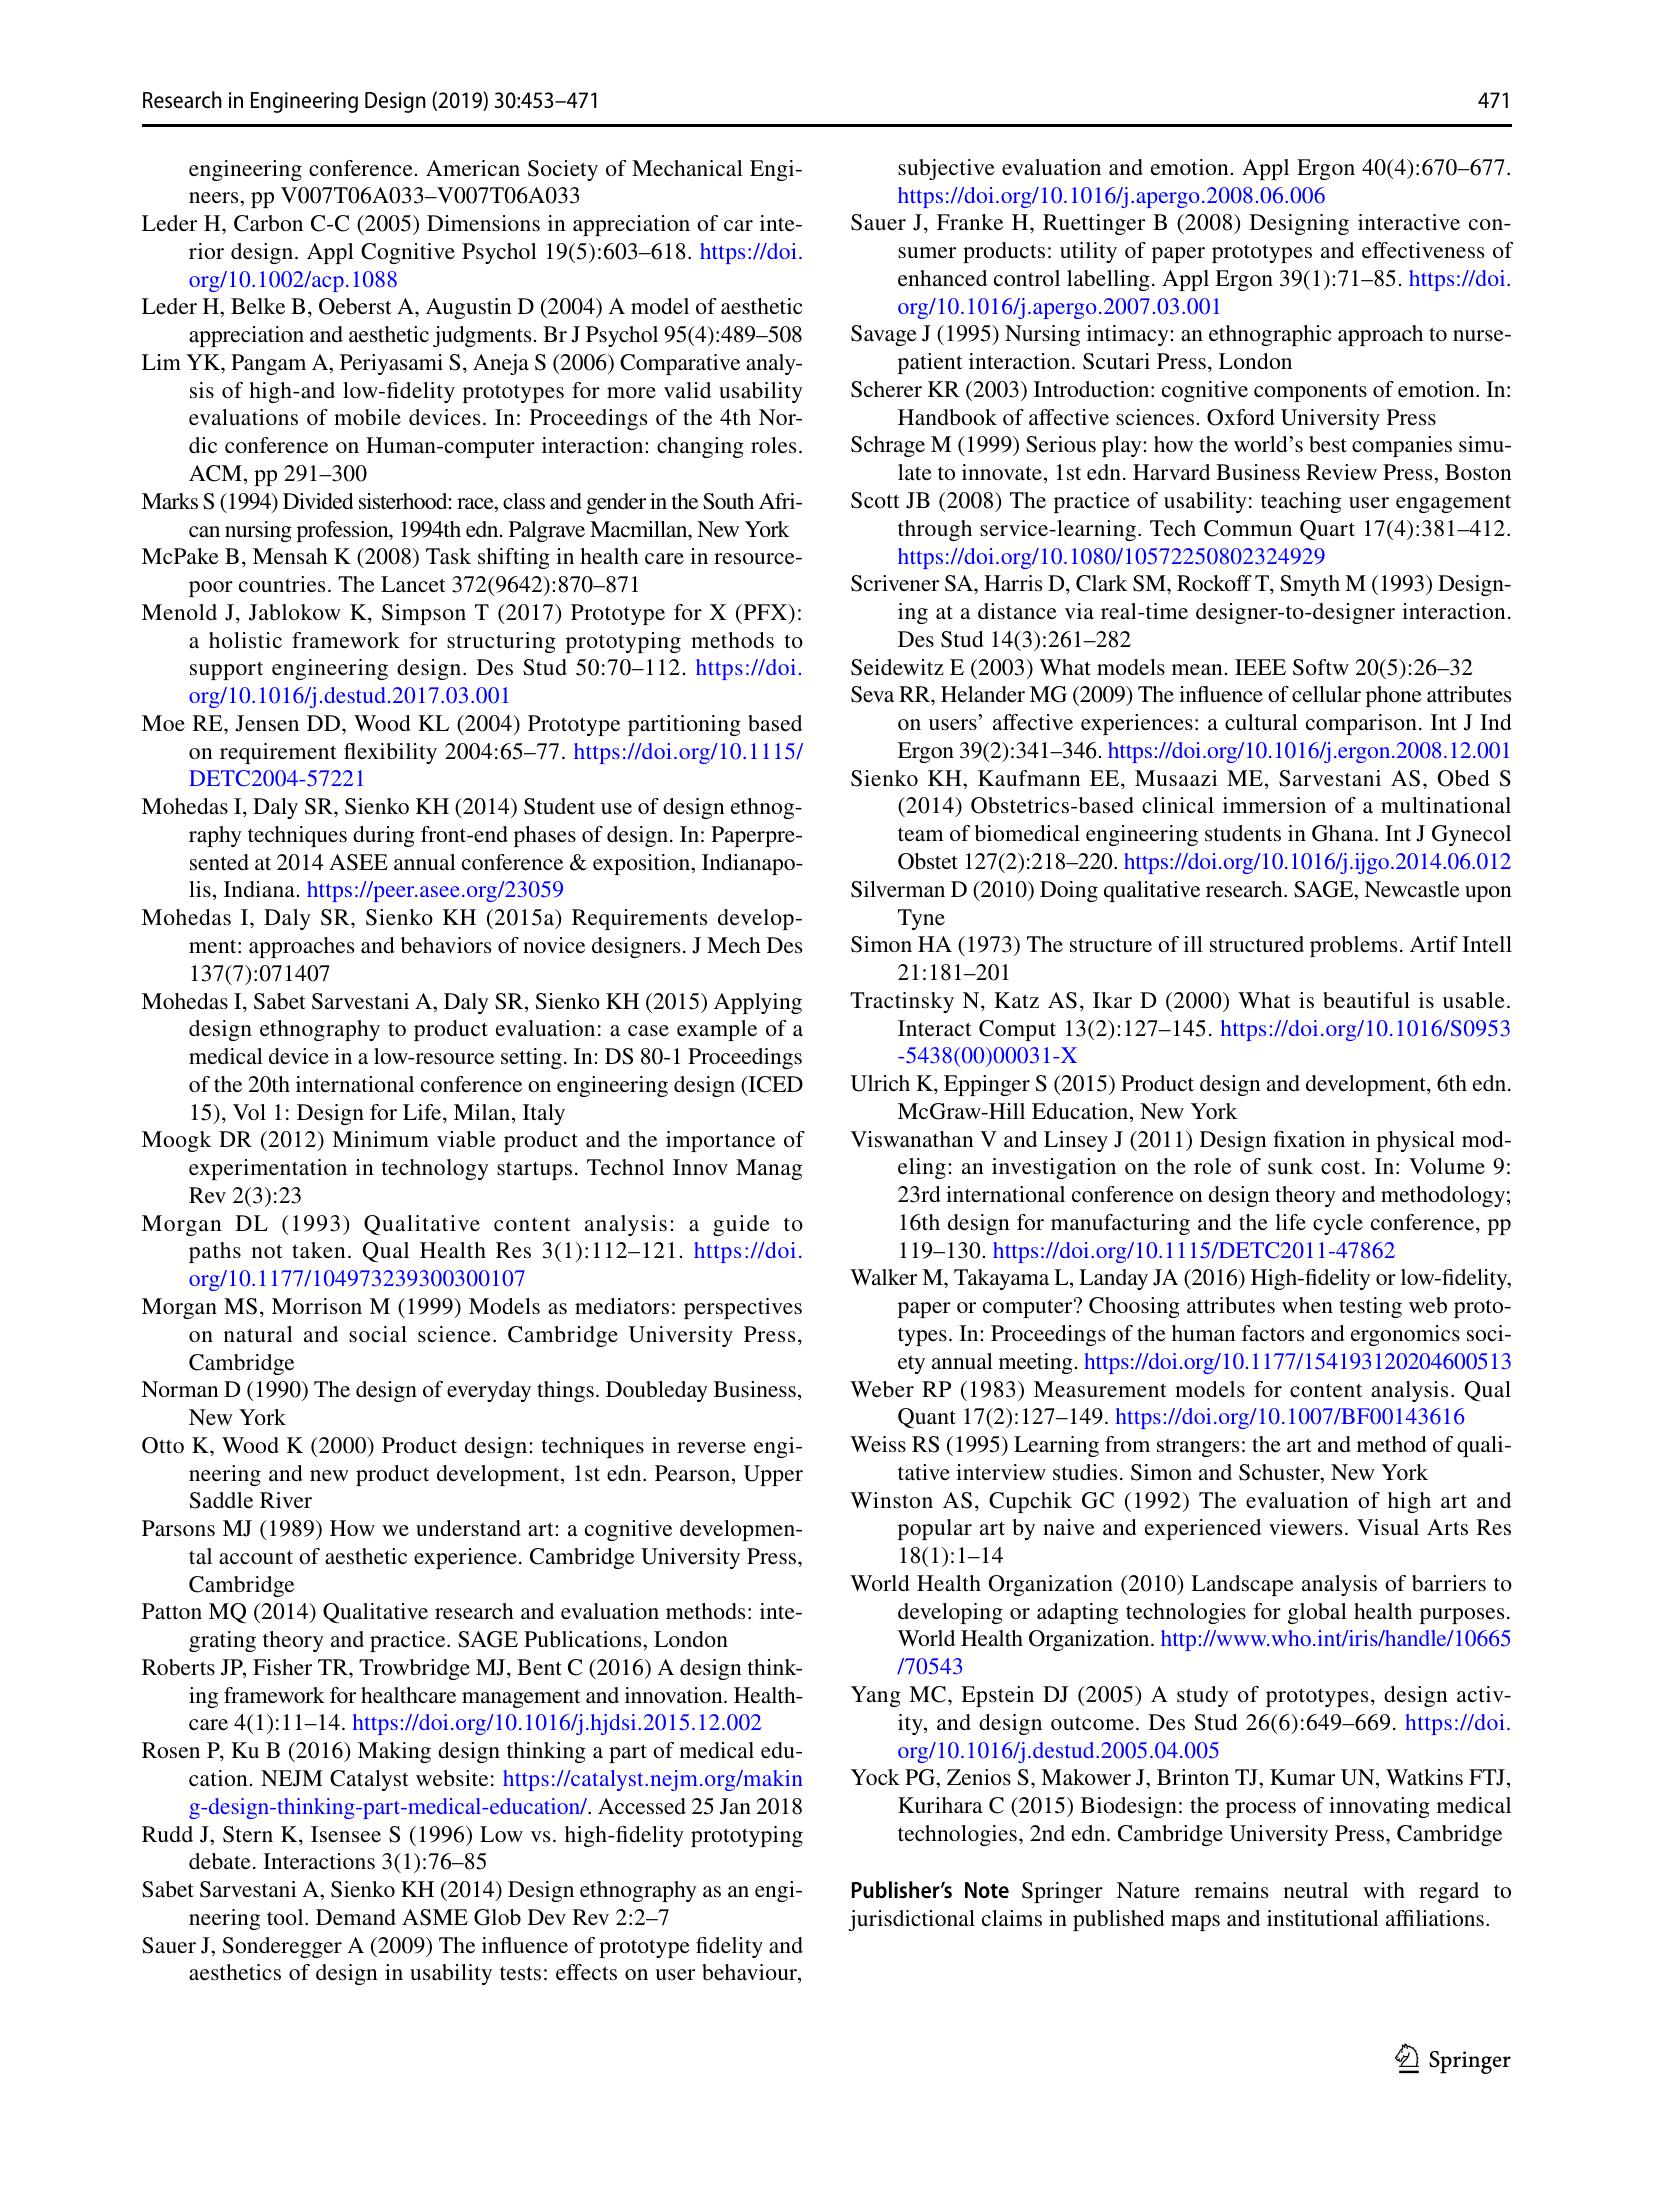 Research in Engineering Design (2019) 30:453–471
471
engineering conference. American Society of Mechanical Engi-
neers, pp V007T06A033–V007T06A033
Leder H, Carbon C-C (2005) Dimensions in appreciation of car inte-
rior design. Appl Cognitive Psychol 19(5):603–618. https://doi.
org/10.1002/acp.1088
Leder H, Belke B, Oeberst A, Augustin D (2004) A model of aesthetic
appreciation and aesthetic judgments. Br J Psychol 95(4):489–508
Lim YK, Pangam A, Periyasami S, Aneja S (2006) Comparative analy-
sis of high-and low-fidelity prototypes for more valid usability
evaluations of mobile devices. In: Proceedings of the 4th Nor-
dic conference on Human-computer interaction: changing roles.
ACM, pp 291–300
Marks S (1994) Divided sisterhood: race, class and gender in the South Afri-
can nursing profession, 1994th edn. Palgrave Macmillan, New York
McPake B, Mensah K (2008) Task shifting in health care in resource-
poor countries. The Lancet 372(9642):870–871
Menold J, Jablokow K, Simpson T (2017) Prototype for X (PFX):
a holistic framework for structuring prototyping methods to
support engineering design. Des Stud 50:70–112. https://doi.
org/10.1016/j.destud.2017.03.001
Moe RE, Jensen DD, Wood KL (2004) Prototype partitioning based
on requirement flexibility 2004:65–77. https://doi.org/10.1115/
DETC2004-57221
Mohedas I, Daly SR, Sienko KH (2014) Student use of design ethnog-
raphy techniques during front-end phases of design. In: Paperpre-
sented at 2014 ASEE annual conference & exposition, Indianapo-
lis, Indiana. https://peer.asee.org/23059
Mohedas I, Daly SR, Sienko KH (2015a) Requirements develop-
ment: approaches and behaviors of novice designers. J Mech Des
137(7):071407
Mohedas I, Sabet Sarvestani A, Daly SR, Sienko KH (2015) Applying
design ethnography to product evaluation: a case example of a
medical device in a low-resource setting. In: DS 80-1 Proceedings
of the 20th international conference on engineering design (ICED
15), Vol 1: Design for Life, Milan, Italy
Moogk DR (2012) Minimum viable product and the importance of
experimentation in technology startups. Technol Innov Manag
Rev 2(3):23
Morgan DL (1993) Qualitative content analysis: a guide to
paths not taken. Qual Health Res 3(1):112–121. https://doi.
org/10.1177/104973239300300107
Morgan MS, Morrison M (1999) Models as mediators: perspectives
on natural and social science. Cambridge University Press,
Cambridge
Norman D (1990) The design of everyday things. Doubleday Business,
New York
Otto K, Wood K (2000) Product design: techniques in reverse engi-
neering and new product development, 1st edn. Pearson, Upper
Saddle River
Parsons MJ (1989) How we understand art: a cognitive developmen-
tal account of aesthetic experience. Cambridge University Press,
Cambridge
Patton MQ (2014) Qualitative research and evaluation methods: inte-
grating theory and practice. SAGE Publications, London
Roberts JP, Fisher TR, Trowbridge MJ, Bent C (2016) A design think-
ing framework for healthcare management and innovation. Health-
care 4(1):11–14. https://doi.org/10.1016/j.hjdsi.2015.12.002
Rosen P, Ku B (2016) Making design thinking a part of medical edu-
cation. NEJM Catalyst website: https://catalyst.nejm.org/makin
g-design-thinking-part-medical-education/. Accessed 25 Jan 2018
Rudd J, Stern K, Isensee S (1996) Low vs. high-fidelity prototyping
debate. Interactions 3(1):76–85
Sabet Sarvestani A, Sienko KH (2014) Design ethnography as an engi-
neering tool. Demand ASME Glob Dev Rev 2:2–7
Sauer J, Sonderegger A (2009) The influence of prototype fidelity and
aesthetics of design in usability tests: effects on user behaviour,
subjective evaluation and emotion. Appl Ergon 40(4):670–677.
https://doi.org/10.1016/j.apergo.2008.06.006
Sauer J, Franke H, Ruettinger B (2008) Designing interactive con-
sumer products: utility of paper prototypes and effectiveness of
enhanced control labelling. Appl Ergon 39(1):71–85. https://doi.
org/10.1016/j.apergo.2007.03.001
Savage J (1995) Nursing intimacy: an ethnographic approach to nurse-
patient interaction. Scutari Press, London
Scherer KR (2003) Introduction: cognitive components of emotion. In:
Handbook of affective sciences. Oxford University Press
Schrage M (1999) Serious play: how the world's best companies simu-
late to innovate, 1st edn. Harvard Business Review Press, Boston
Scott JB (2008) The practice of usability: teaching user engagement
through service-learning. Tech Commun Quart 17(4):381–412.
https://doi.org/10.1080/10572250802324929
Scrivener SA, Harris D, Clark SM, Rockoff T, Smyth M (1993) Design-
ing at a distance via real-time designer-to-designer interaction.
Des Stud 14(3):261–282
Seidewitz E (2003) What models mean. IEEE Softw 20(5):26–32
Seva RR, Helander MG (2009) The influence of cellular phone attributes
on users' affective experiences: a cultural comparison. Int J Ind
Ergon 39(2):341–346. https://doi.org/10.1016/j.ergon.2008.12.001
Sienko KH, Kaufmann EE, Musaazi ME, Sarvestani AS, Obed S
(2014) Obstetrics-based clinical immersion of a multinational
team of biomedical engineering students in Ghana. Int J Gynecol
Obstet 127(2):218–220. https://doi.org/10.1016/j.ijgo.2014.06.012
Silverman D (2010) Doing qualitative research. SAGE, Newcastle upon
Tyne
Simon HA (1973) The structure of ill structured problems. Artif Intell
21:181–201
Tractinsky N, Katz AS, Ikar D (2000) What is beautiful is usable.
Interact Comput 13(2):127–145. https://doi.org/10.1016/S0953
-5438(00)00031-X
Ulrich K, Eppinger S (2015) Product design and development, 6th edn.
McGraw-Hill Education, New York
Viswanathan V and Linsey J (2011) Design fixation in physical mod-
eling: an investigation on the role of sunk cost. In: Volume 9:
23rd international conference on design theory and methodology;
16th design for manufacturing and the life cycle conference, pp
119–130. https://doi.org/10.1115/DETC2011-47862
Walker M, Takayama L, Landay JA (2016) High-fidelity or low-fidelity,
paper or computer? Choosing attributes when testing web proto-
types. In: Proceedings of the human factors and ergonomics soci-
ety annual meeting. https://doi.org/10.1177/154193120204600513
Weber RP (1983) Measurement models for content analysis. Qual
Quant 17(2):127–149. https://doi.org/10.1007/BF00143616
Weiss RS (1995) Learning from strangers: the art and method of quali-
tative interview studies. Simon and Schuster, New York
Winston AS, Cupchik GC (1992) The evaluation of high art and
popular art by naive and experienced viewers. Visual Arts Res
18(1):1–14
World Health Organization (2010) Landscape analysis of barriers to
developing or adapting technologies for global health purposes.
World Health Organization. http://www.who.int/iris/handle/10665
/70543
Yang MC, Epstein DJ (2005) A study of prototypes, design activ-
ity, and design outcome. Des Stud 26(6):649–669. https://doi.
org/10.1016/j.destud.2005.04.005
Yock PG, Zenios S, Makower J, Brinton TJ, Kumar UN, Watkins FTJ,
Kurihara C (2015) Biodesign: the process of innovating medical
technologies, 2nd edn. Cambridge University Press, Cambridge
Publisher's Note Springer Nature remains neutral with regard to
jurisdictional claims in published maps and institutional affiliations.
Springer